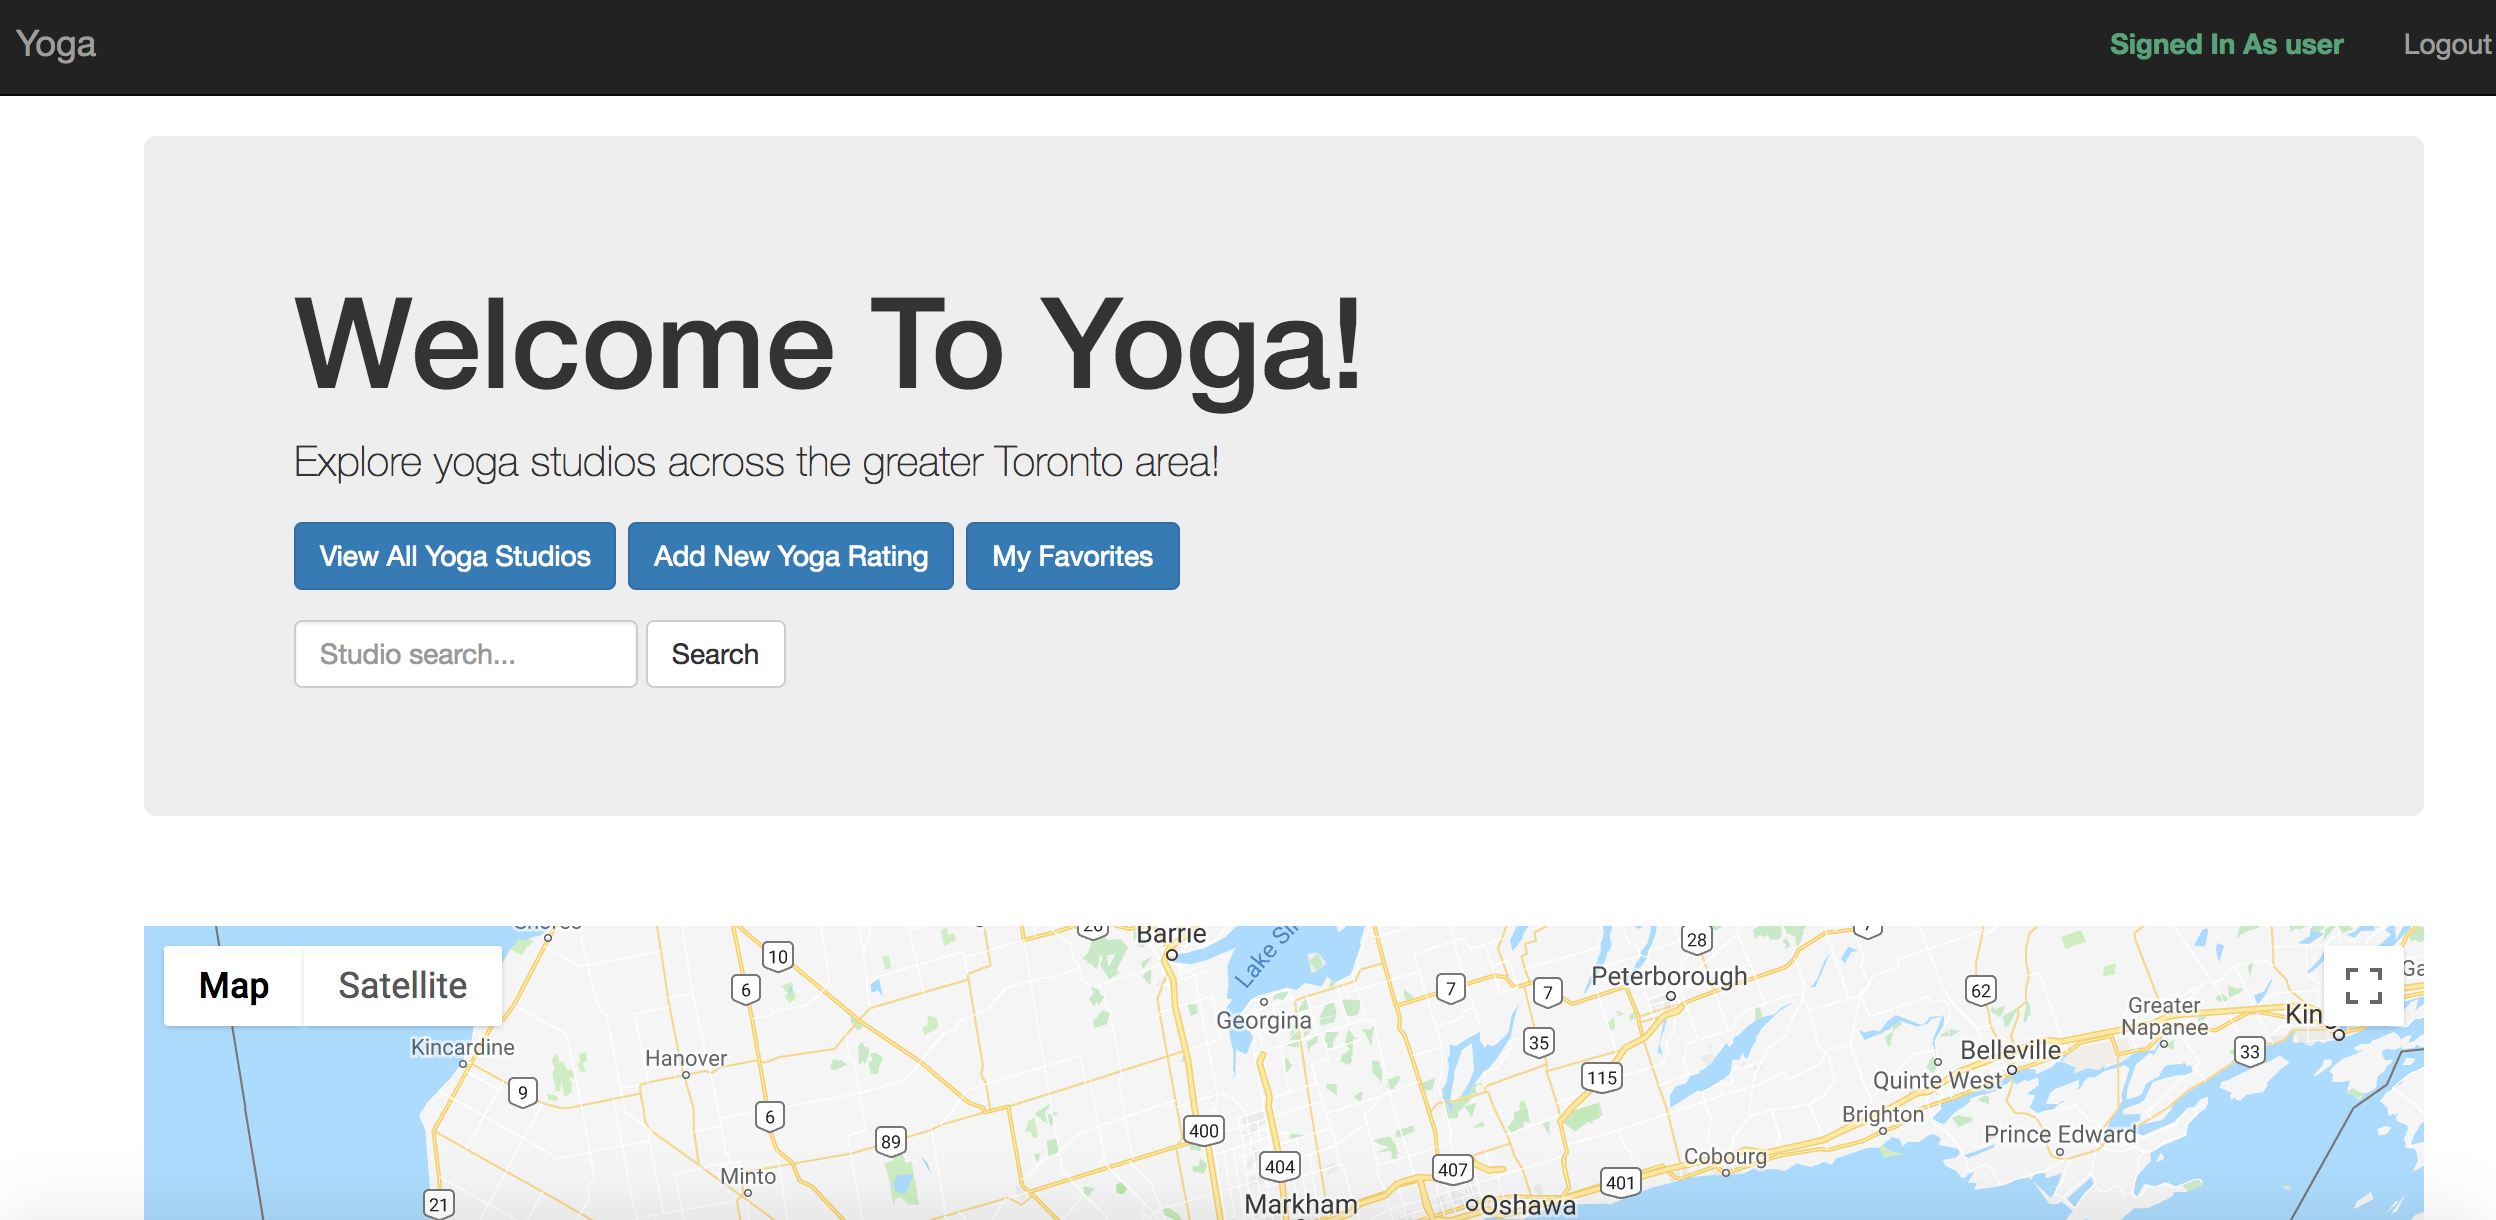 Yoga
Signed In As user
Logout
Welcome To Yoga!
Explore yoga studios across the greater Toronto area!
View All Yoga Studios
Add New Yoga Rating
My Favorites
Studio search...
Search
Map
Satellite
Barrie
28
10
6
Lake
7
7
Peterborough
62
Greater
Napanee
Georgina
35
33
Kincardine
Hanover
Belleville
9
115
Quinte West
6
Brighton
400
89
Prince Edward
Cobourg
404
407
Minto
401
21
Markham
Oshawa